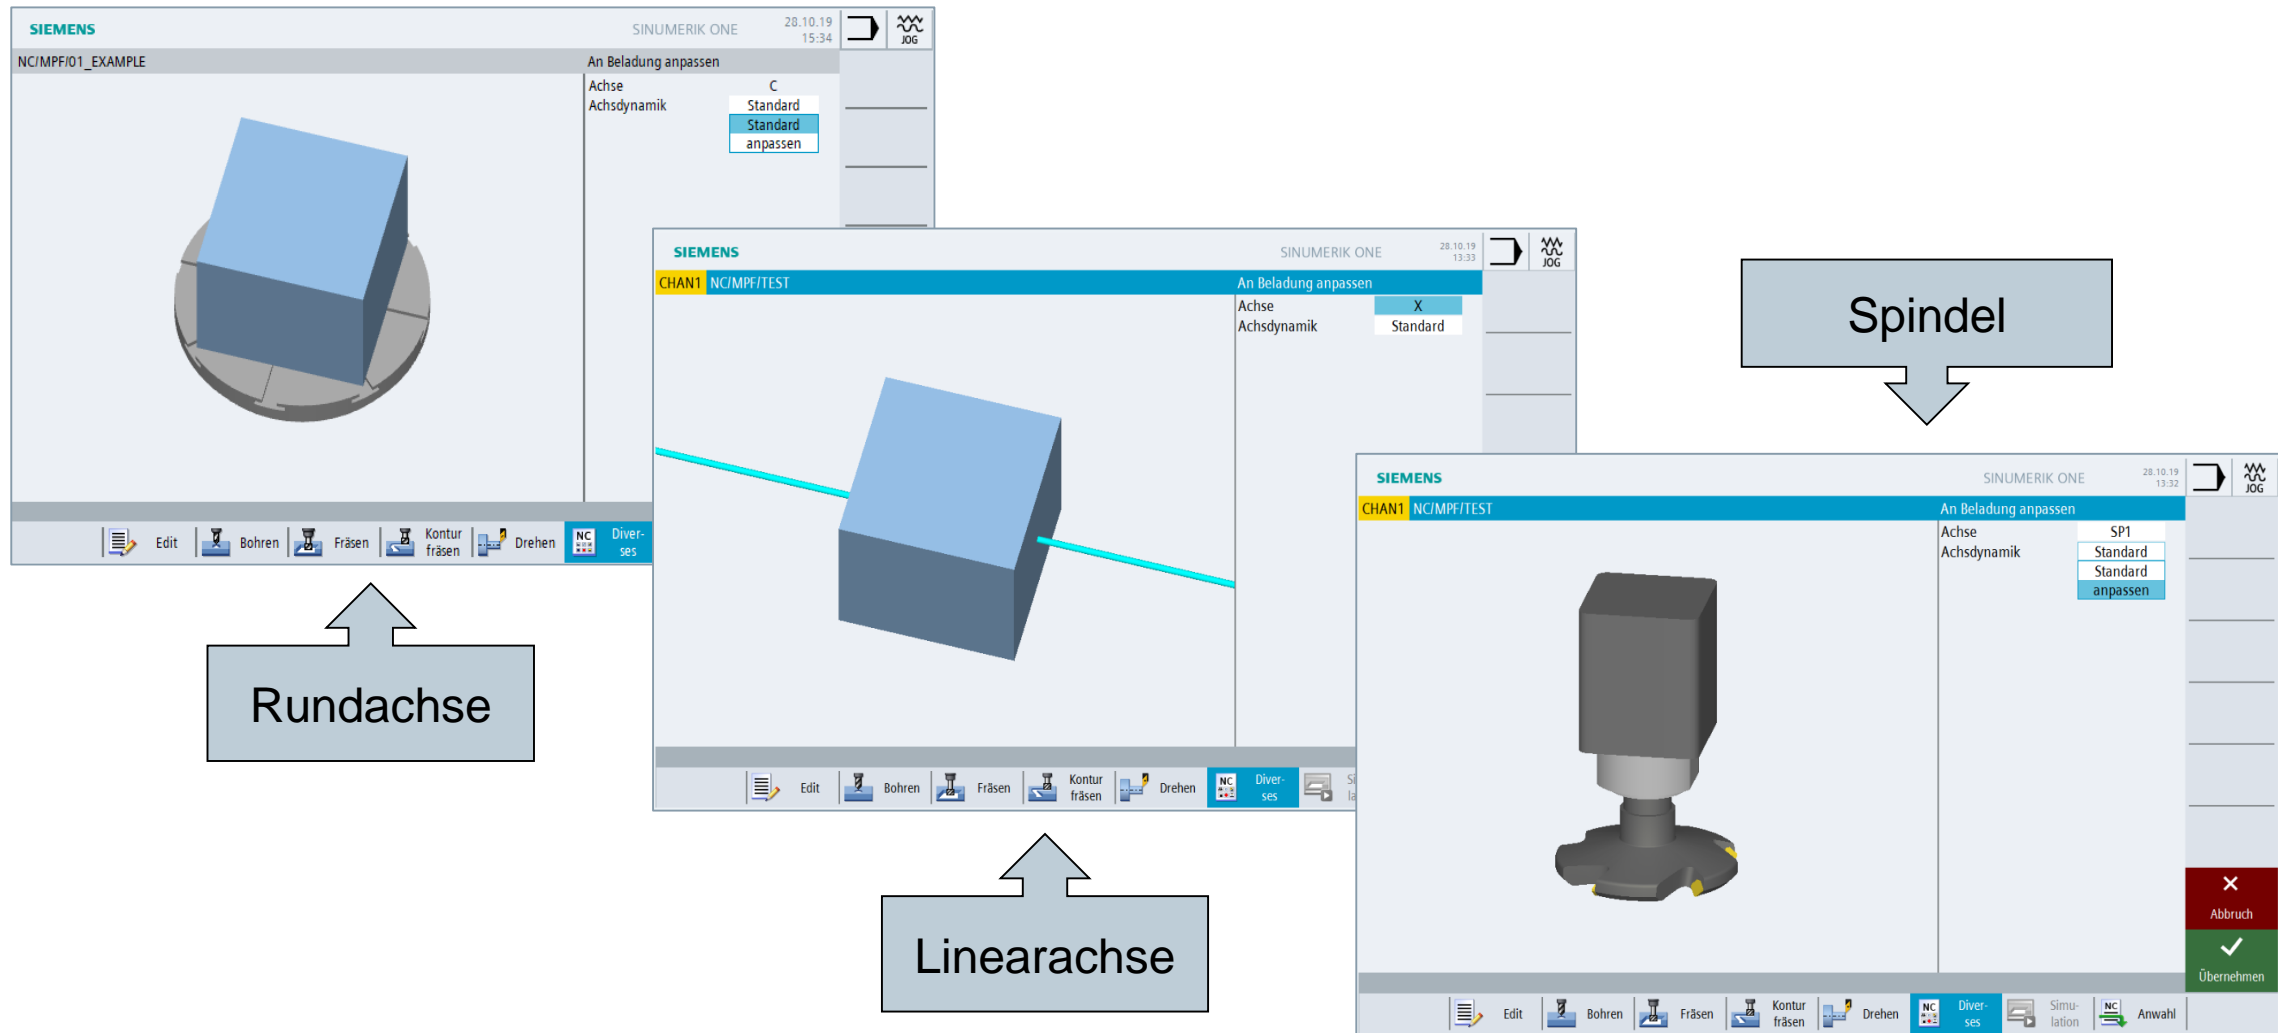 SIEMENS
SINUMERIK ONE
28.10.19
15:34
JOG
NC/MPF/01_EXAMPLE
An Beladung anpassen
Achse C
Achsdynamik Standard
Standard
anpassen
Edit
Bohren
Fräsen
Kontur
fräsen
Drehen
NC
Diver-
ses
Rundachse
SIEMENS
SINUMERIK ONE
28.10.19
13:33
JOG
CHAN1 NC/MPF/TEST
An Beladung anpassen
Achse X
Achsdynamik Standard
Edit
Bohren
Fräsen
Kontur
fräsen
Drehen
NC
Diver-
ses
Linearachse
Spindel
SIEMENS
SINUMERIK ONE
28.10.19
13:32
JOG
CHAN1 NC/MPF/TEST
An Beladung anpassen
Achse SP1
Achsdynamik Standard
Standard
anpassen
Abbruch
Übernehmen
Edit
Bohren
Fräsen
Kontur
fräsen
Drehen
NC
Diver-
ses
Simu-
lation
NC
Anwahl